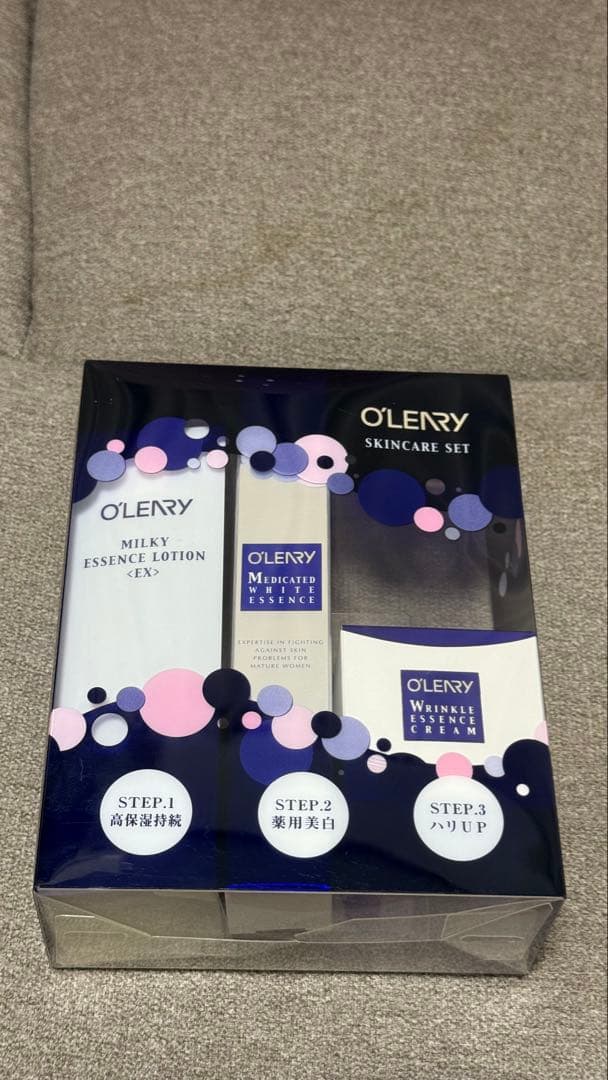 O'LEARY
SKINCARE SET
O'LEARY
MILKY
ESSENCE LOTION
<EX>
O'LEARY
MEDICATED
WHITE
ESSENCE
EXPERTISE IN FIGHTING
AGAINST SKIN
PROBLEMS FOR
MATURE WOMEN
O'LEARY
WRINKLE
ESSENCE
CREAM
STEP.1
高保湿持続
STEP.2
薬用美白
STEP.3
ハリUP